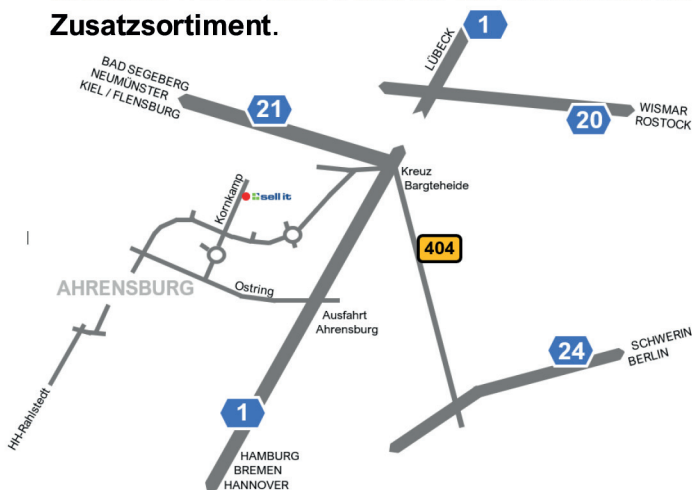 Zusatzsortiment.
1
LÜBECK
BAD SEGEBERG
NEUMÜNSTER
KIEL / FLENSBURG
21
20
WISMAR
ROSTOCK
Kreuz
Bargteheide
Kornkamp
sell it
404
AHRENSBURG
Ostring
Ausfahrt
Ahrensburg
24
SCHWERIN
BERLIN
HH-Rahlstedt
1
HAMBURG
BREMEN
HANNOVER